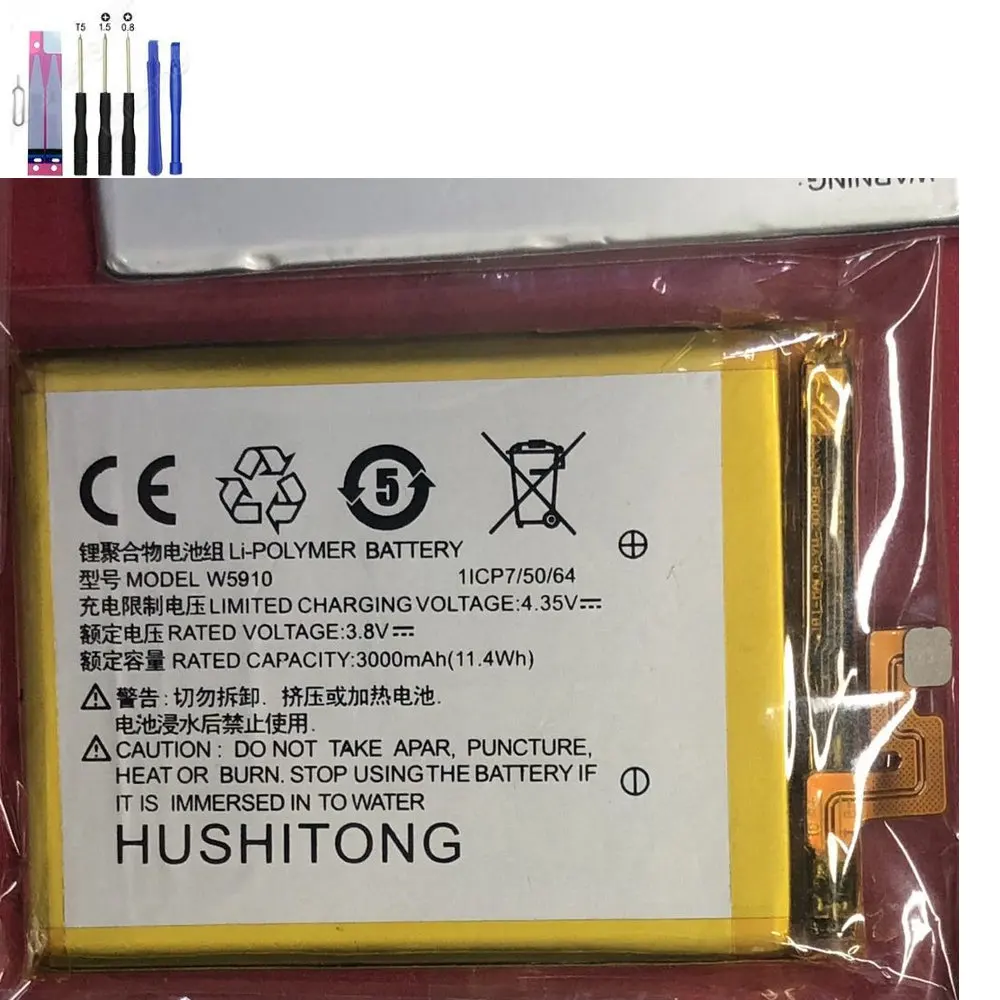 T5
1.5
0.8
WARNING:
CE
5
锂聚合物电池组 Li-POLYMER BATTERY
型号 MODEL W5910 1ICP7/50/64
充电限制电压 LIMITED CHARGING VOLTAGE:4.35V
额定电压 RATED VOLTAGE:3.8V
额定容量 RATED CAPACITY:3000mAh(11.4Wh)
警告: 切勿拆卸. 挤压或加热电池.
电池浸水后禁止使用.
CAUTION : DO NOT TAKE APAR, PUNCTURE,
HEAT OR BURN. STOP USING THE BATTERY IF
IT IS IMMERSED IN TO WATER
HUSHITONG